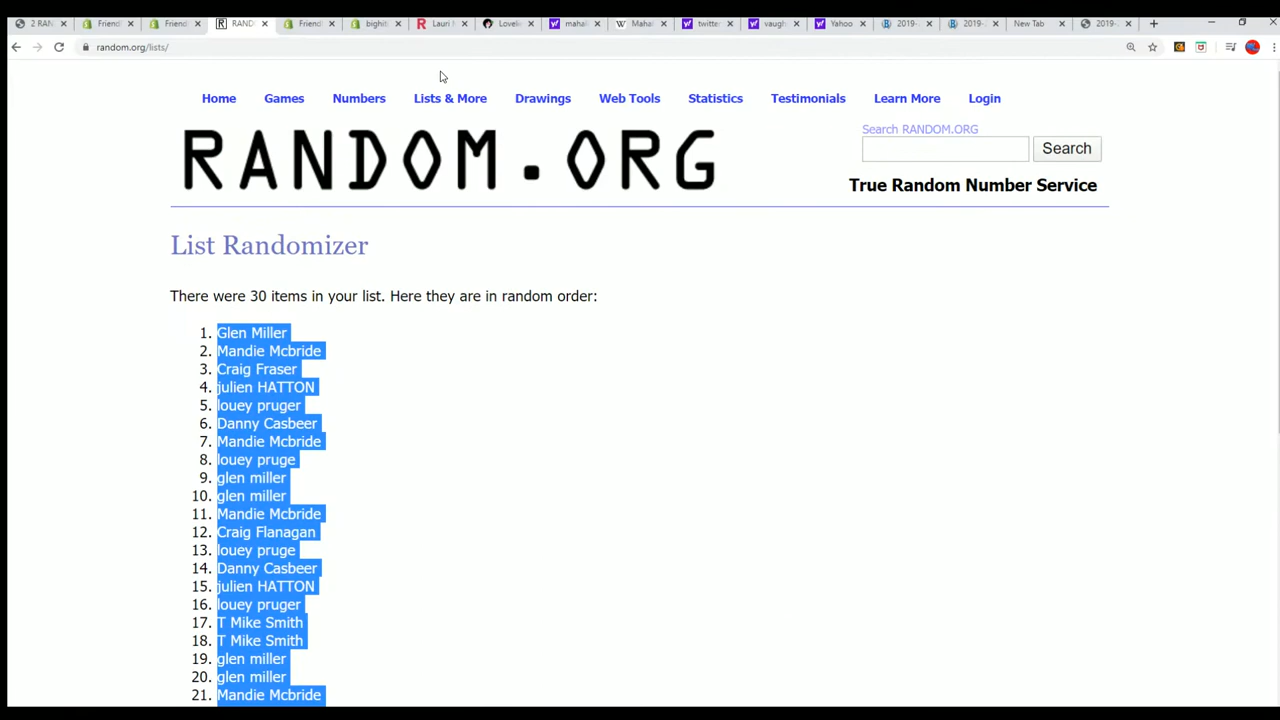 2 RAN
Friend
Friend
RAND
Friend
bighit
Lauri
Lovelie
mahal
Mahal
twitter
vaugh
Yahoo
2019-
2019-
New Tab
2019-
random.org/lists/
Home Games Numbers Lists & More Drawings Web Tools Statistics Testimonials Learn More Login
RANDOM.ORG
Search RANDOM.ORG
Search
True Random Number Service
List Randomizer
There were 30 items in your list. Here they are in random order:
1. Glen Miller
2. Mandie Mcbride
3. Craig Fraser
4. julien HATTON
5. louey pruger
6. Danny Casbeer
7. Mandie Mcbride
8. louey pruge
9. glen miller
10. glen miller
11. Mandie Mcbride
12. Craig Flanagan
13. louey pruge
14. Danny Casbeer
15. julien HATTON
16. louey pruger
17. T Mike Smith
18. T Mike Smith
19. glen miller
20. glen miller
21. Mandie Mcbride